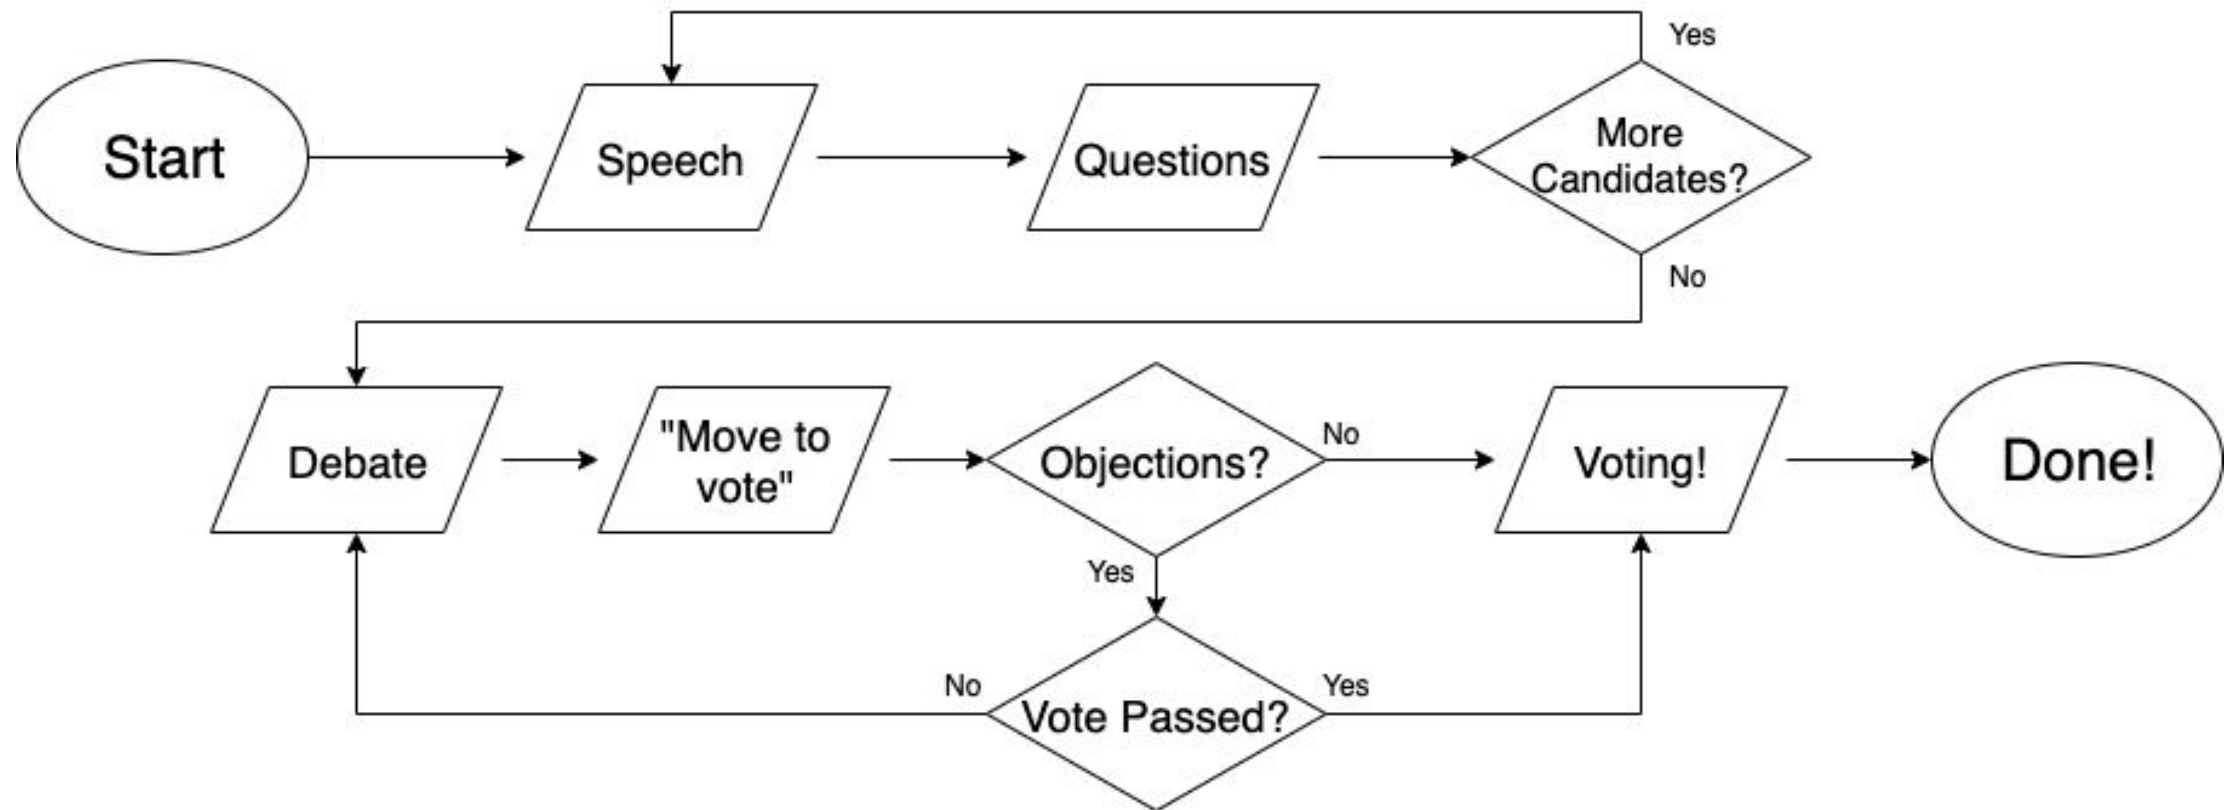 Yes
Start
Speech
Questions
More
Candidates?
No
Debate
"Move to
vote"
Objections?
No
Voting!
Done!
Yes
No
Vote Passed?
Yes